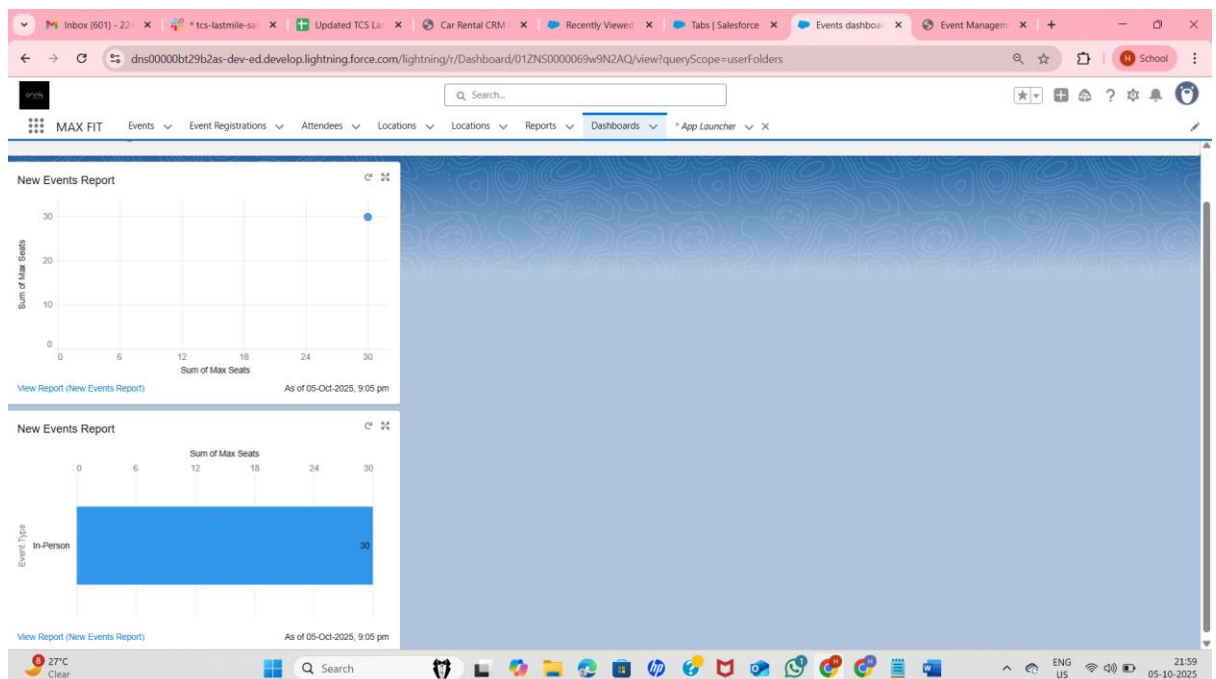 Inbox (601) - 22
* tcs-lastmile-sal
Updated TCS Las
Car Rental CRM
Recently Viewed
Tabs | Salesforce
Events dashboar
Event Managem
dns00000bt29b2as-dev-ed.develop.lightning.force.com/lightning/r/Dashboard/01ZNS0000069w9N2AQ/view?queryScope=userFolders
H School
Search...
MAX FIT Events Event Registrations Attendees Locations Locations Reports Dashboards * App Launcher
New Events Report
Sum of Max Seats
30
20
10
0
0 6 12 18 24 30
Sum of Max Seats
View Report (New Events Report) As of 05-Oct-2025, 9:05 pm
New Events Report
Sum of Max Seats
0 6 12 18 24 30
Event Type
In-Person 30
View Report (New Events Report) As of 05-Oct-2025, 9:05 pm
8 27°C
Clear
Search
ENG
US
21:59
05-10-2025